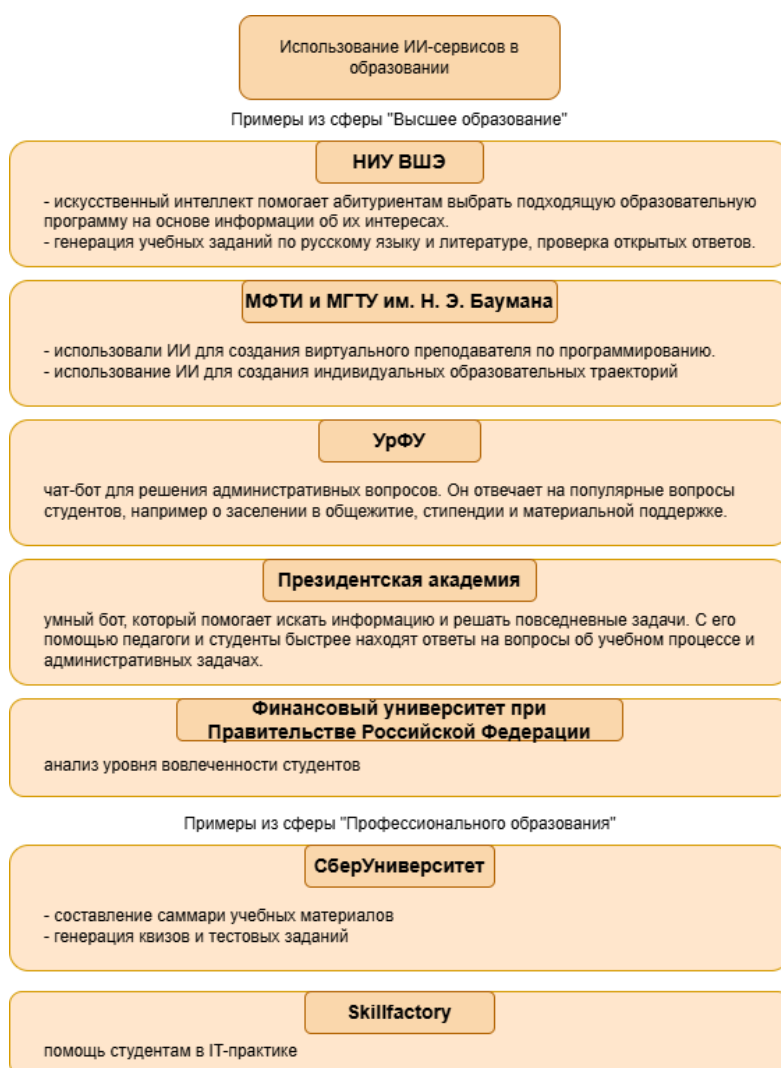 Использование ИИ-сервисов в
образовании
Примеры из сферы "Высшее образование"
НИУ ВШЭ
- искусственный интеллект помогает абитуриентам выбрать подходящую образовательную
программу на основе информации об их интересах.
- генерация учебных заданий по русскому языку и литературе, проверка открытых ответов.
МФТИ и МГТУ им. Н. Э. Баумана
- использовали ИИ для создания виртуального преподавателя по программированию.
- использование ИИ для создания индивидуальных образовательных траекторий
УрФУ
чат-бот для решения административных вопросов. Он отвечает на популярные вопросы
студентов, например о заселении в общежитие, стипендии и материальной поддержке.
Президентская академия
умный бот, который помогает искать информацию и решать повседневные задачи. С его
помощью педагоги и студенты быстрее находят ответы на вопросы об учебном процессе и
административных задачах.
Финансовый университет при
Правительстве Российской Федерации
анализ уровня вовлеченности студентов
Примеры из сферы "Профессионального образования"
СберУниверситет
- составление саммари учебных материалов
- генерация квизов и тестовых заданий
Skillfactory
помощь студентам в IT-практике